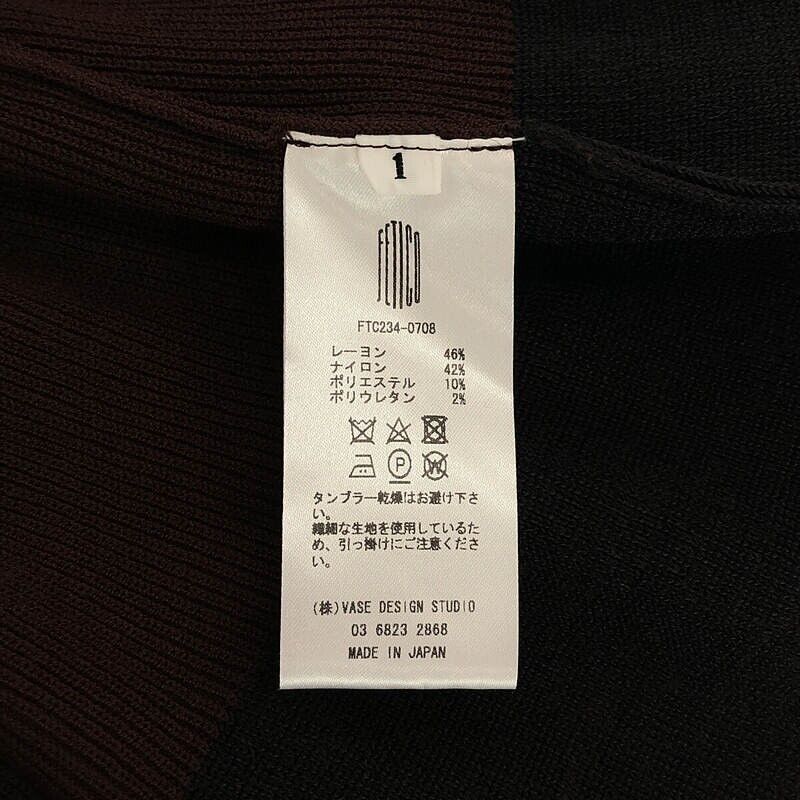 1
FETICO
FTC234-0708
レーヨン 46%
ナイロン 42%
ポリエステル 10%
ポリウレタン 2%
P
W
タンブラー乾燥はお避け下さ
い。
繊細な生地を使用しているた
め、引っ掛けにご注意くださ
い。
(株)VASE DESIGN STUDIO
03 6823 2868
MADE IN JAPAN